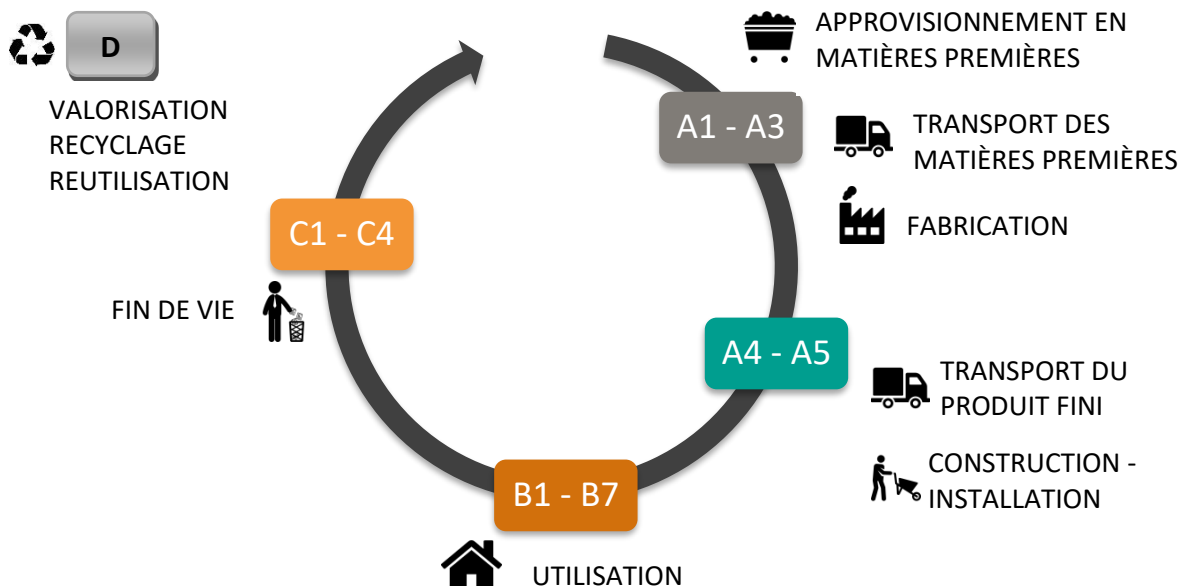 D
VALORISATION
RECYCLAGE
REUTILISATION
APPROVISIONNEMENT EN
MATIÈRES PREMIÈRES
A1 - A3
TRANSPORT DES
MATIÈRES PREMIÈRES
FABRICATION
A4 - A5
TRANSPORT DU
PRODUIT FINI
CONSTRUCTION -
INSTALLATION
B1 - B7
UTILISATION
C1 - C4
FIN DE VIE